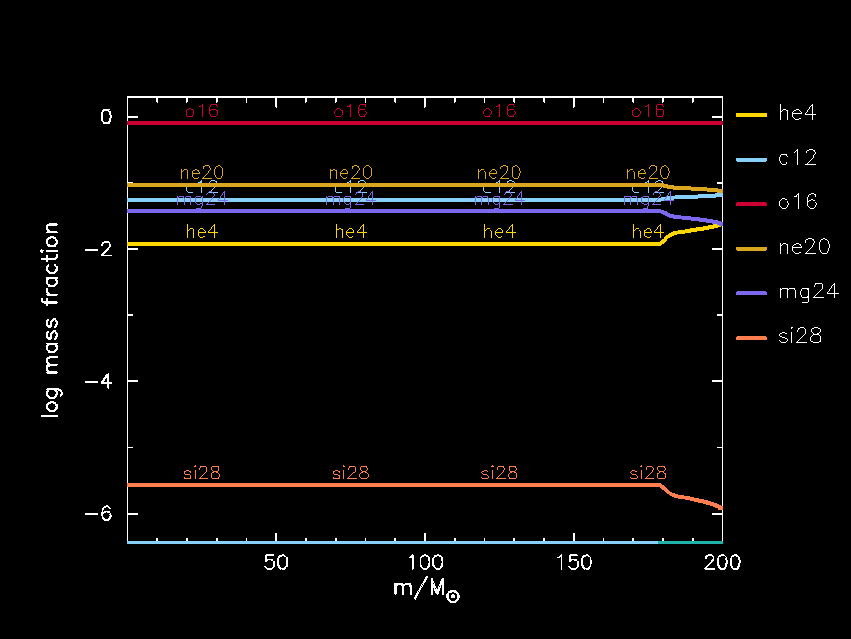 o16 o16 o16 o16
ne20 ne20 ne20 ne20
c12 c12 c12 c12
mg24 mg24 mg24 mg24
he4 he4 he4 he4
si28 si28 si28 si28
0
−2
−4
−6
log mass fraction
50 100 150 200
m/M☉
he4
c12
o16
ne20
mg24
si28